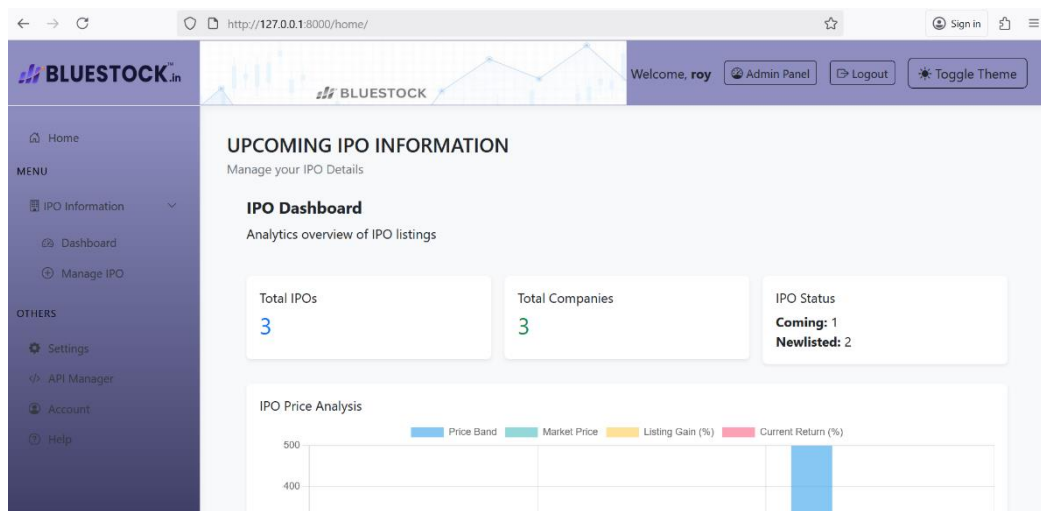 http://127.0.0.1:8000/home/
Sign in
BLUESTOCK.in™
BLUESTOCK
Welcome, roy
Admin Panel
Logout
Toggle Theme
Home
MENU
IPO Information
Dashboard
Manage IPO
OTHERS
Settings
API Manager
Account
Help
UPCOMING IPO INFORMATION
Manage your IPO Details
IPO Dashboard
Analytics overview of IPO listings
Total IPOs
3
Total Companies
3
IPO Status
Coming: 1
Newlisted: 2
IPO Price Analysis
Price Band Market Price Listing Gain (%) Current Return (%)
500
400